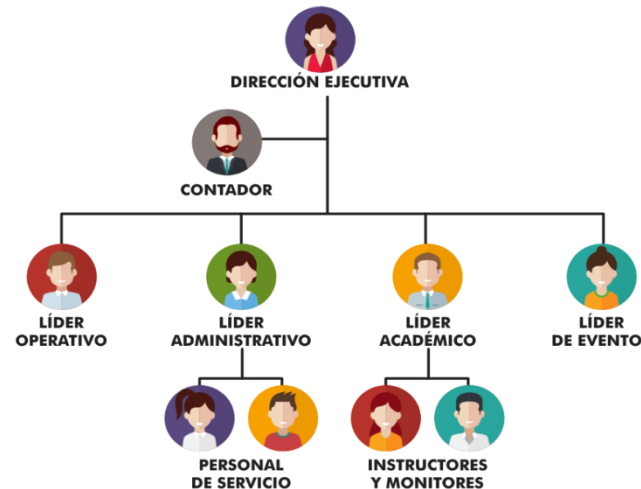 DIRECCIÓN EJECUTIVA
CONTADOR
LÍDER
OPERATIVO
LÍDER
ADMINISTRATIVO
LÍDER
ACADÉMICO
LÍDER
DE EVENTO
PERSONAL
DE SERVICIO
INSTRUCTORES
Y MONITORES